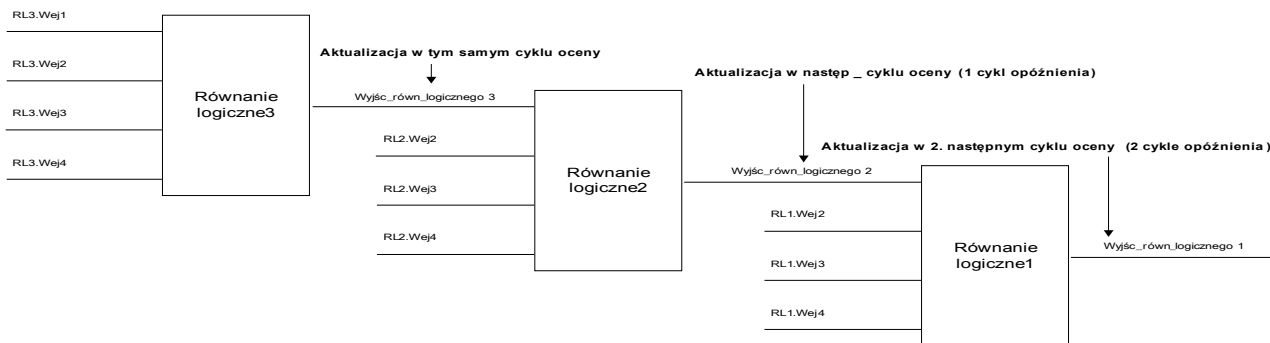 RL3.Wej1
RL3.Wej2
RL3.Wej3
RL3.Wej4
Równanie
logiczne3
Aktualizacja w tym samym cyklu oceny
Wyjśc_równ_logicznego 3
RL2.Wej2
RL2.Wej3
RL2.Wej4
Równanie
logiczne2
Aktualizacja w następ _ cyklu oceny (1 cykl opóźnienia)
Wyjśc_równ_logicznego 2
RL1.Wej2
RL1.Wej3
RL1.Wej4
Równanie
logiczne1
Aktualizacja w 2. następnym cyklu oceny (2 cykle opóźnienia)
Wyjśc_równ_logicznego 1